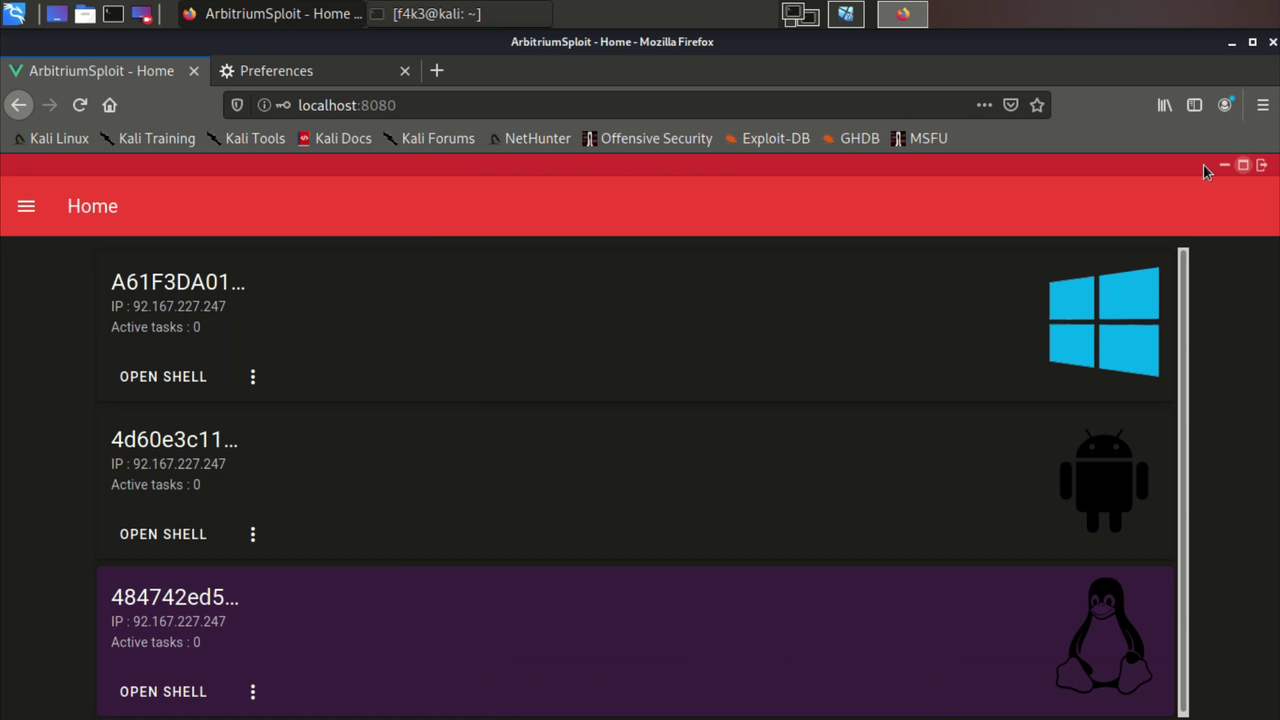 ArbitriumSploit - Home ...
[f4k3@kali: ~]
ArbitriumSploit - Home - Mozilla Firefox
ArbitriumSploit - Home
Preferences
localhost:8080
Kali Linux
Kali Training
Kali Tools
Kali Docs
Kali Forums
NetHunter
Offensive Security
Exploit-DB
GHDB
MSFU
Home
A61F3DA01...
IP : 92.167.227.247
Active tasks : 0
OPEN SHELL
4d60e3c11...
IP : 92.167.227.247
Active tasks : 0
OPEN SHELL
484742ed5...
IP : 92.167.227.247
Active tasks : 0
OPEN SHELL